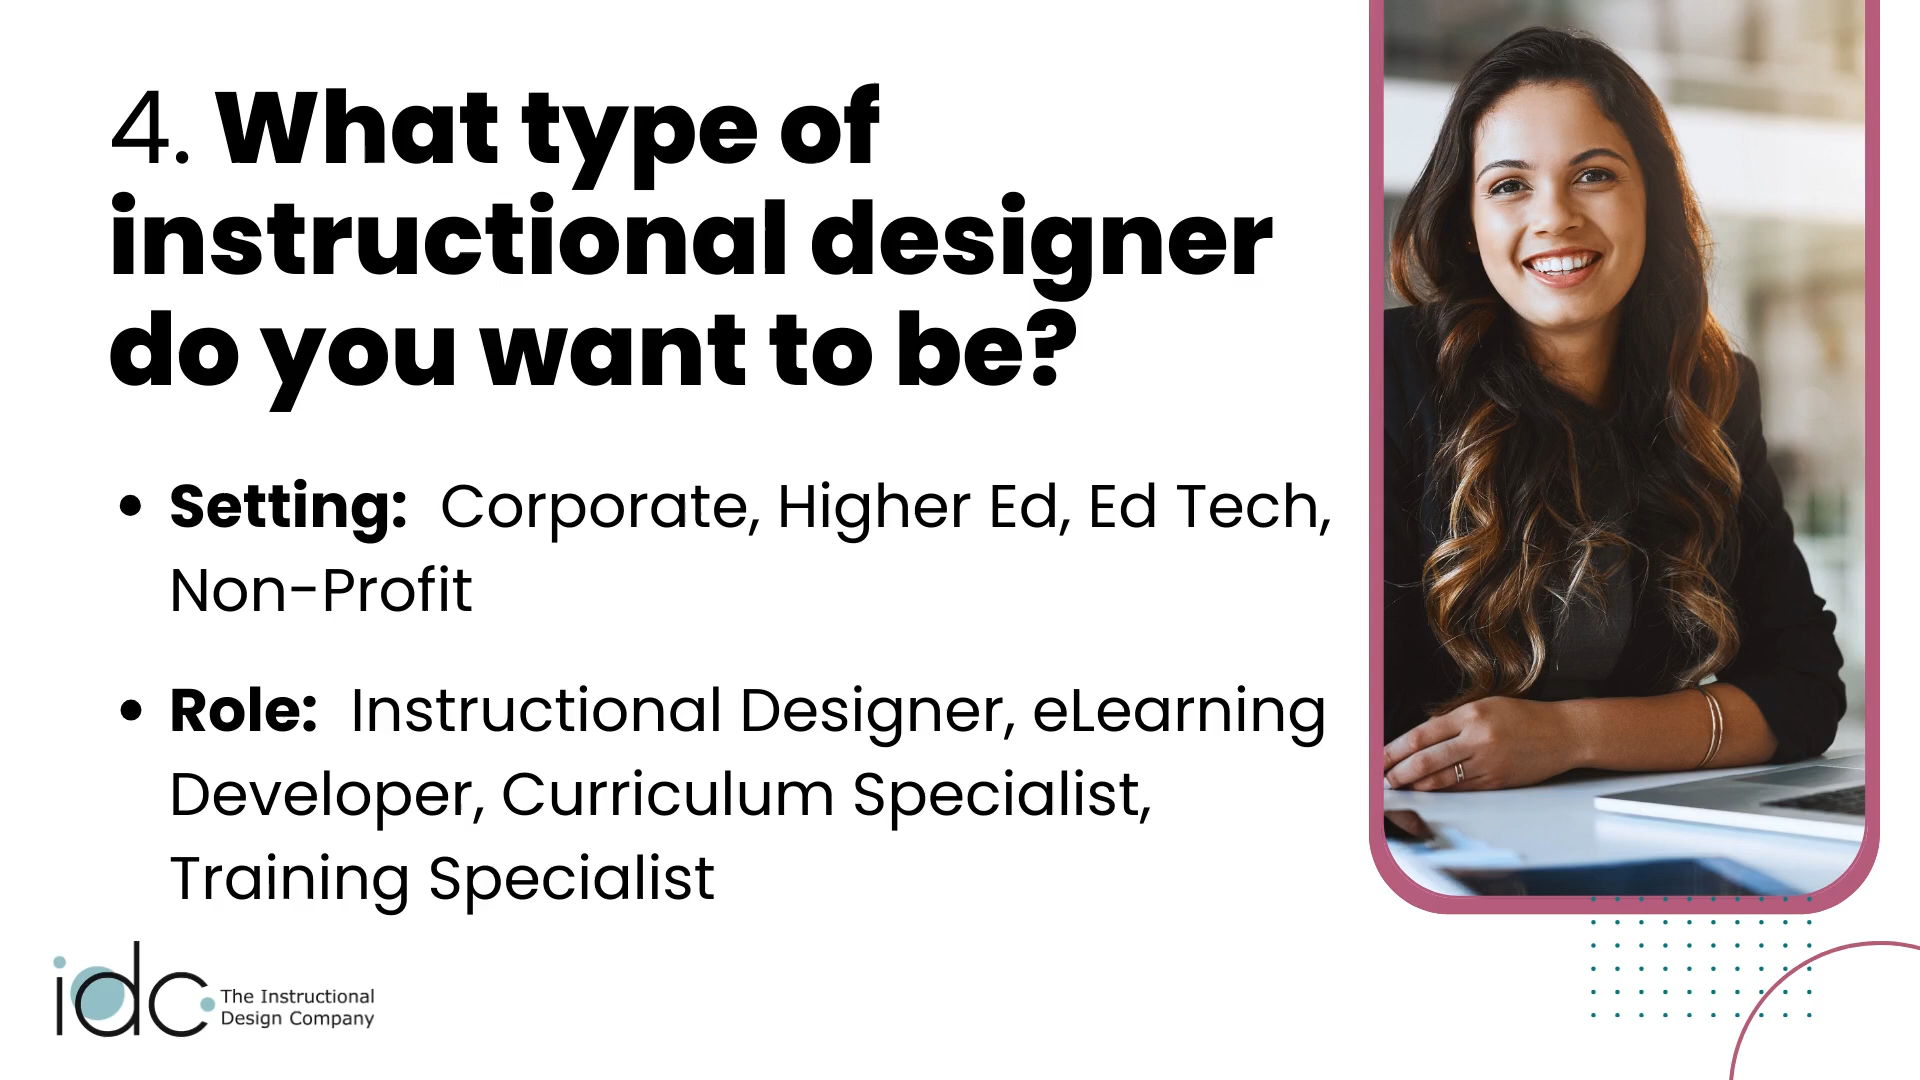 4. What type of
instructional designer
do you want to be?
• Setting:  Corporate, Higher Ed, Ed Tech,
Non-Profit
• Role:  Instructional Designer, eLearning
Developer, Curriculum Specialist,
Training Specialist
idc
The Instructional
Design Company